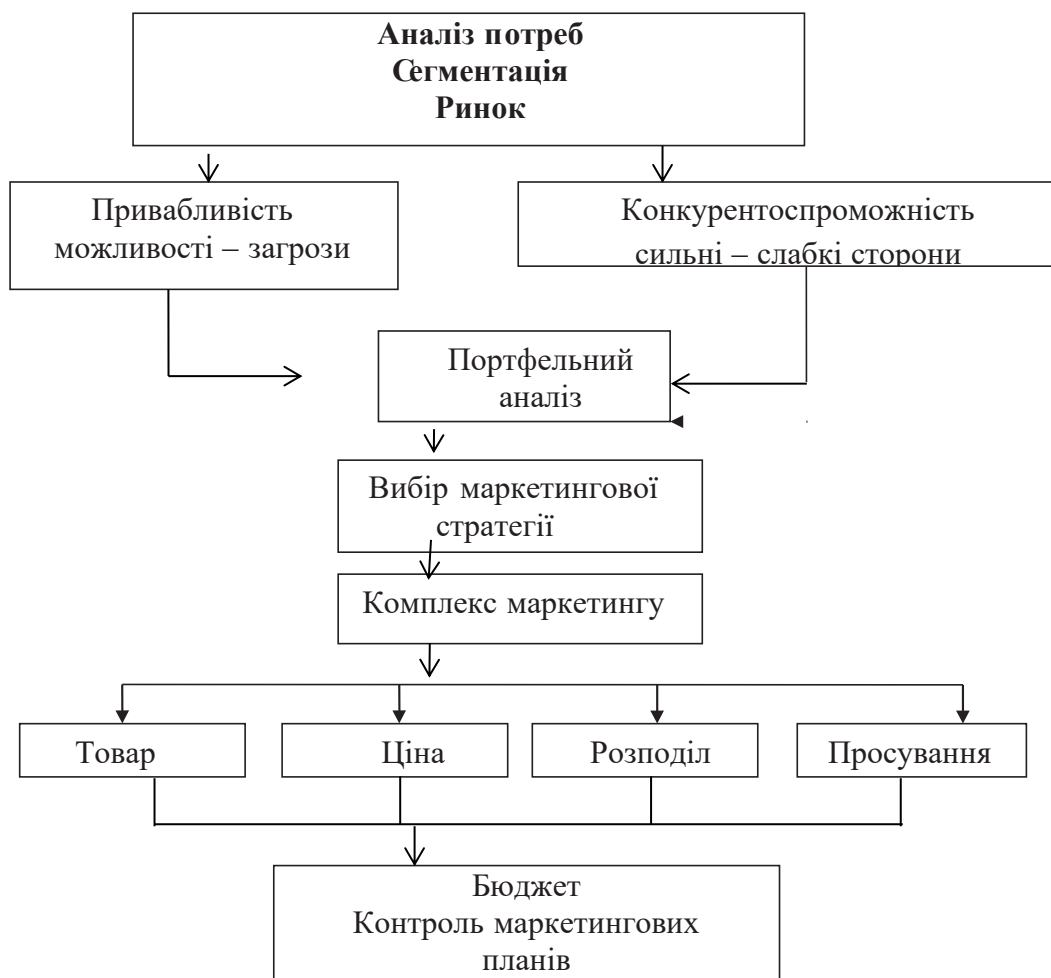 Аналіз потреб
Сегментація
Ринок
Привабливість
можливості – загрози
Конкурентоспроможність
сильні – слабкі сторони
Портфельний
аналіз
Вибір маркетингової
стратегії
Комплекс маркетингу
Товар
Ціна
Розподіл
Просування
Бюджет
Контроль маркетингових
планів